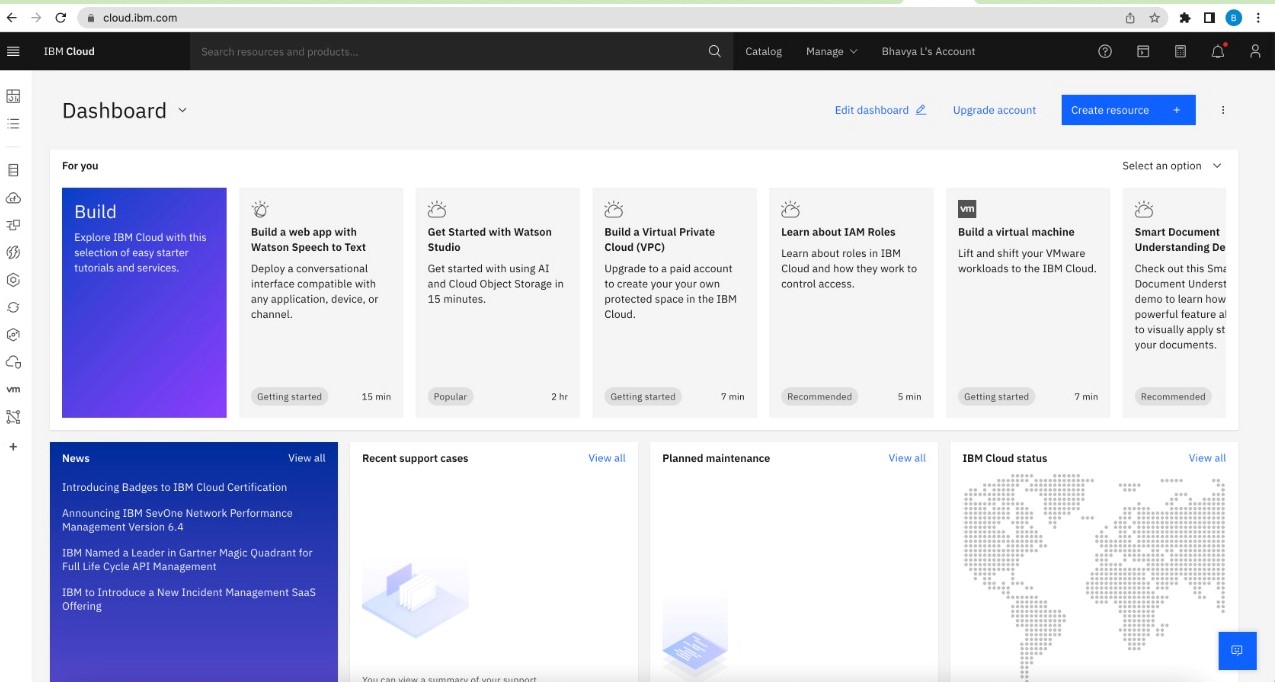 cloud.ibm.com
B
IBM Cloud
Search resources and products...
Catalog
Manage
Bhavya L's Account
Dashboard
Edit dashboard
Upgrade account
Create resource +
For you
Select an option
Build
Explore IBM Cloud with this
selection of easy starter
tutorials and services.
Build a web app with
Watson Speech to Text
Deploy a conversational
interface compatible with
any application, device, or
channel.
Getting started
15 min
Get Started with Watson
Studio
Get started with using AI
and Cloud Object Storage in
15 minutes.
Popular
2 hr
Build a Virtual Private
Cloud (VPC)
Upgrade to a paid account
to create your your own
protected space in the IBM
Cloud.
Getting started
7 min
Learn about IAM Roles
Learn about roles in IBM
Cloud and how they work to
control access.
Recommended
5 min
vm
Build a virtual machine
Lift and shift your VMware
workloads to the IBM Cloud.
Getting started
7 min
Smart Document
Understanding De
Check out this Sma
Document Underst
demo to learn how
powerful feature al
to visually apply st
your documents.
Recommended
vm
News
View all
Introducing Badges to IBM Cloud Certification
Announcing IBM SevOne Network Performance
Management Version 6.4
IBM Named a Leader in Gartner Magic Quadrant for
Full Life Cycle API Management
IBM to Introduce a New Incident Management SaaS
Offering
Recent support cases
View all
You can view a summary of your support
Planned maintenance
View all
IBM Cloud status
View all